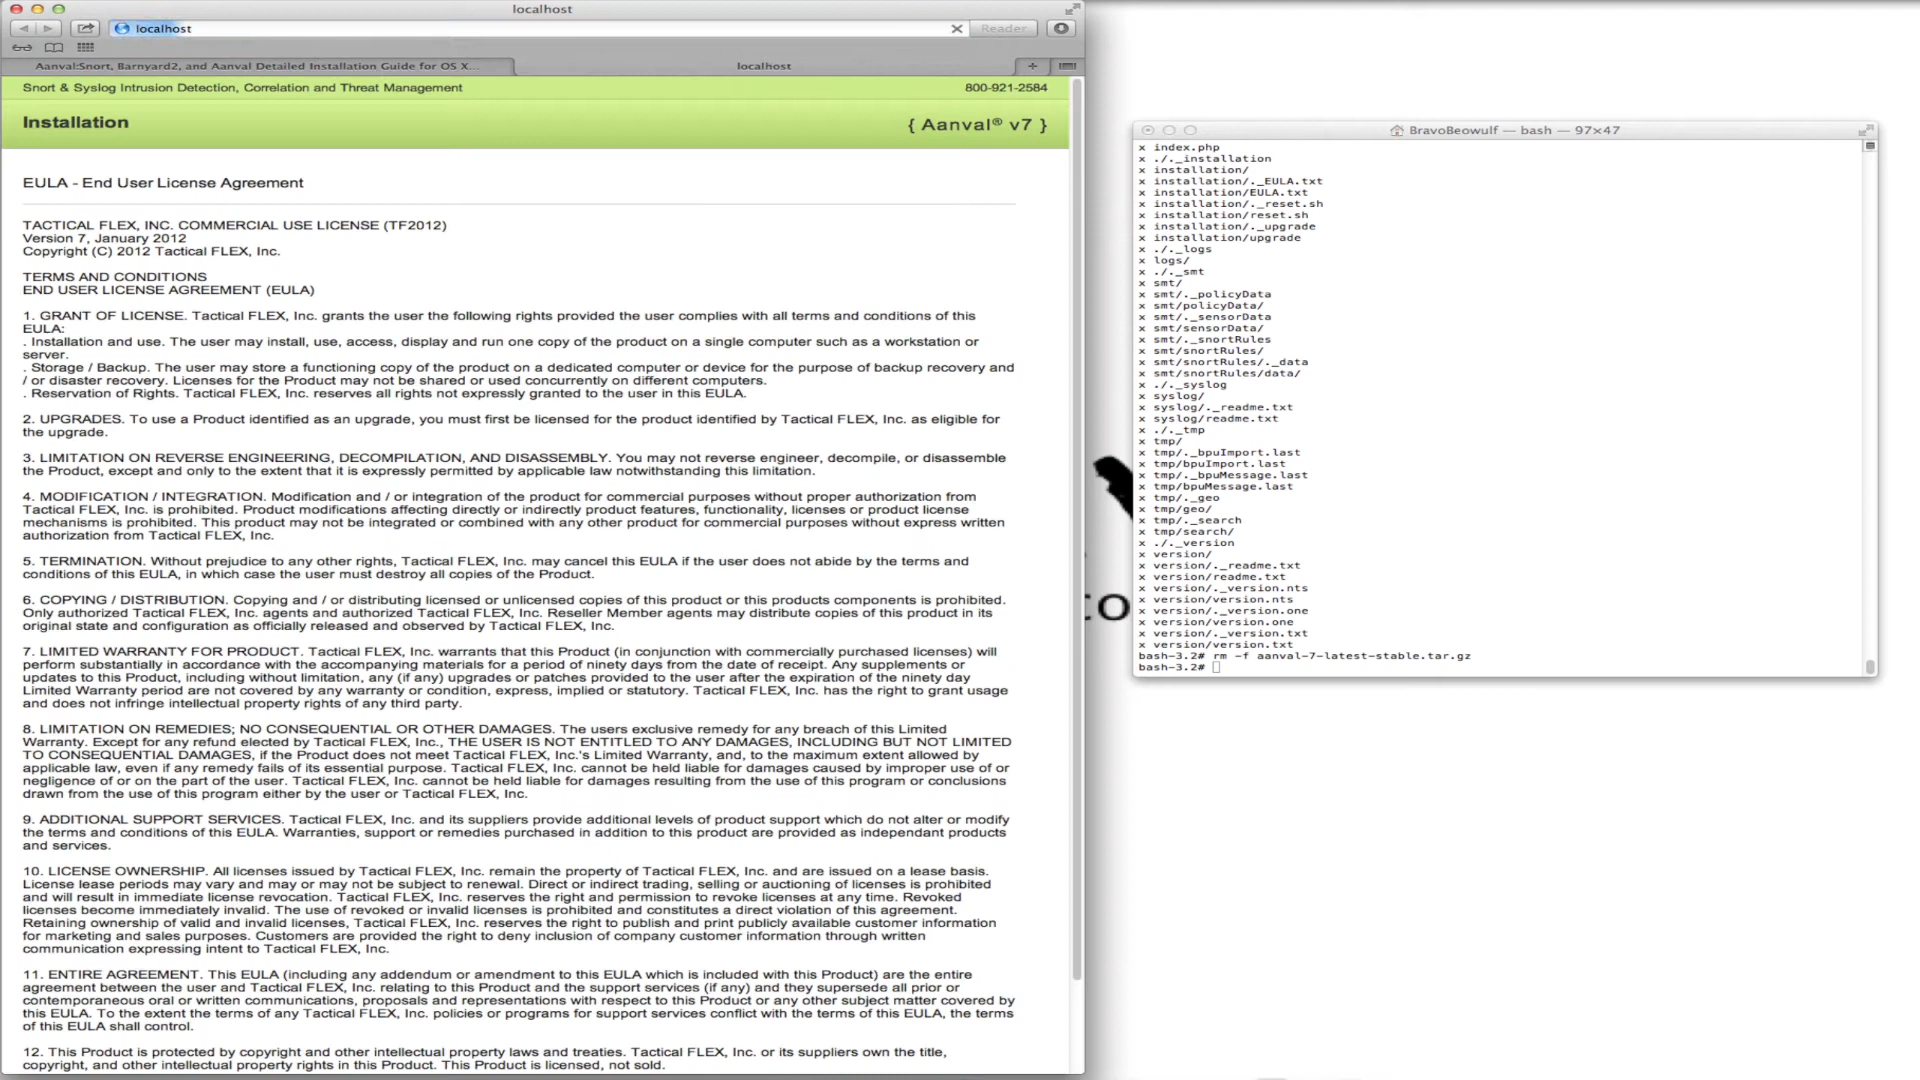 localhost
localhost
Reader
Aanval:Snort, Barnyard2, and Aanval Detailed Installation Guide for OS X...
localhost
Snort & Syslog Intrusion Detection, Correlation and Threat Management
800-921-2584
Installation
{ Aanval® v7 }
EULA - End User License Agreement
TACTICAL FLEX, INC. COMMERCIAL USE LICENSE (TF2012)
Version 7, January 2012
Copyright (C) 2012 Tactical FLEX, Inc.
TERMS AND CONDITIONS
END USER LICENSE AGREEMENT (EULA)
1. GRANT OF LICENSE. Tactical FLEX, Inc. grants the user the following rights provided the user complies with all terms and conditions of this
EULA:
. Installation and use. The user may install, use, access, display and run one copy of the product on a single computer such as a workstation or
server.
. Storage / Backup. The user may store a functioning copy of the product on a dedicated computer or device for the purpose of backup recovery and
/ or disaster recovery. Licenses for the Product may not be shared or used concurrently on different computers.
. Reservation of Rights. Tactical FLEX, Inc. reserves all rights not expressly granted to the user in this EULA.
2. UPGRADES. To use a Product identified as an upgrade, you must first be licensed for the product identified by Tactical FLEX, Inc. as eligible for
the upgrade.
3. LIMITATION ON REVERSE ENGINEERING, DECOMPILATION, AND DISASSEMBLY. You may not reverse engineer, decompile, or disassemble
the Product, except and only to the extent that it is expressly permitted by applicable law notwithstanding this limitation.
4. MODIFICATION / INTEGRATION. Modification and / or integration of the product for commercial purposes without proper authorization from
Tactical FLEX, Inc. is prohibited. Product modifications affecting directly or indirectly product features, functionality, licenses or product license
mechanisms is prohibited. This product may not be integrated or combined with any other product for commercial purposes without express written
authorization from Tactical FLEX, Inc.
5. TERMINATION. Without prejudice to any other rights, Tactical FLEX, Inc. may cancel this EULA if the user does not abide by the terms and
conditions of this EULA, in which case the user must destroy all copies of the Product.
6. COPYING / DISTRIBUTION. Copying and / or distributing licensed or unlicensed copies of this product or this products components is prohibited.
Only authorized Tactical FLEX, Inc. agents and authorized Tactical FLEX, Inc. Reseller Member agents may distribute copies of this product in its
original state and configuration as officially released and observed by Tactical FLEX, Inc.
7. LIMITED WARRANTY FOR PRODUCT. Tactical FLEX, Inc. warrants that this Product (in conjunction with commercially purchased licenses) will
perform substantially in accordance with the accompanying materials for a period of ninety days from the date of receipt. Any supplements or
updates to this Product, including without limitation, any (if any) upgrades or patches provided to the user after the expiration of the ninety day
Limited Warranty period are not covered by any warranty or condition, express, implied or statutory. Tactical FLEX, Inc. has the right to grant usage
and does not infringe intellectual property rights of any third party.
8. LIMITATION ON REMEDIES; NO CONSEQUENTIAL OR OTHER DAMAGES. The users exclusive remedy for any breach of this Limited
Warranty. Except for any refund elected by Tactical FLEX, Inc., THE USER IS NOT ENTITLED TO ANY DAMAGES, INCLUDING BUT NOT LIMITED
TO CONSEQUENTIAL DAMAGES, if the Product does not meet Tactical FLEX, Inc.'s Limited Warranty, and, to the maximum extent allowed by
applicable law, even if any remedy fails of its essential purpose. Tactical FLEX, Inc. cannot be held liable for damages caused by improper use of or
negligence of or on the part of the user. Tactical FLEX, Inc. cannot be held liable for damages resulting from the use of this program or conclusions
drawn from the use of this program either by the user or Tactical FLEX, Inc.
9. ADDITIONAL SUPPORT SERVICES. Tactical FLEX, Inc. and its suppliers provide additional levels of product support which do not alter or modify
the terms and conditions of this EULA. Warranties, support or remedies purchased in addition to this product are provided as independant products
and services.
10. LICENSE OWNERSHIP. All licenses issued by Tactical FLEX, Inc. remain the property of Tactical FLEX, Inc. and are issued on a lease basis.
License lease periods may vary and may or may not be subject to renewal. Direct or indirect trading, selling or auctioning of licenses is prohibited
and will result in immediate license revocation. Tactical FLEX, Inc. reserves the right and permission to revoke licenses at any time. Revoked
licenses become immediately invalid. The use of revoked or invalid licenses is prohibited and constitutes a direct violation of this agreement.
Retaining ownership of valid and invalid licenses, Tactical FLEX, Inc. reserves the right to publish and print publicly available customer information
for marketing and sales purposes. Customers are provided the right to deny inclusion of company customer information through written
communication expressing intent to Tactical FLEX, Inc.
11. ENTIRE AGREEMENT. This EULA (including any addendum or amendment to this EULA which is included with this Product) are the entire
agreement between the user and Tactical FLEX, Inc. relating to this Product and the support services (if any) and they supersede all prior or
contemporaneous oral or written communications, proposals and representations with respect to this Product or any other subject matter covered by
this EULA. To the extent the terms of any Tactical FLEX, Inc. policies or programs for support services conflict with the terms of this EULA, the terms
of this EULA shall control.
12. This Product is protected by copyright and other intellectual property laws and treaties. Tactical FLEX, Inc. or its suppliers own the title,
copyright, and other intellectual property rights in this Product. This Product is licensed, not sold.
to
BravoBeowulf — bash — 97×47
x index.php
x ./._installation
x installation/
x installation/._EULA.txt
x installation/EULA.txt
x installation/._reset.sh
x installation/reset.sh
x installation/._upgrade
x installation/upgrade
x ./._logs
x logs/
x ./._smt
x smt/
x smt/._policyData
x smt/policyData/
x smt/._sensorData
x smt/sensorData/
x smt/._snortRules
x smt/snortRules/
x smt/snortRules/._data
x smt/snortRules/data/
x ./._syslog
x syslog/
x syslog/._readme.txt
x syslog/readme.txt
x ./._tmp
x tmp/
x tmp/._bpuImport.last
x tmp/bpuImport.last
x tmp/._bpuMessage.last
x tmp/bpuMessage.last
x tmp/._geo
x tmp/geo/
x tmp/._search
x tmp/search/
x ./._version
x version/
x version/._readme.txt
x version/readme.txt
x version/._version.nts
x version/version.nts
x version/._version.one
x version/version.one
x version/._version.txt
x version/version.txt
bash-3.2# rm -f aanval-7-latest-stable.tar.gz
bash-3.2#